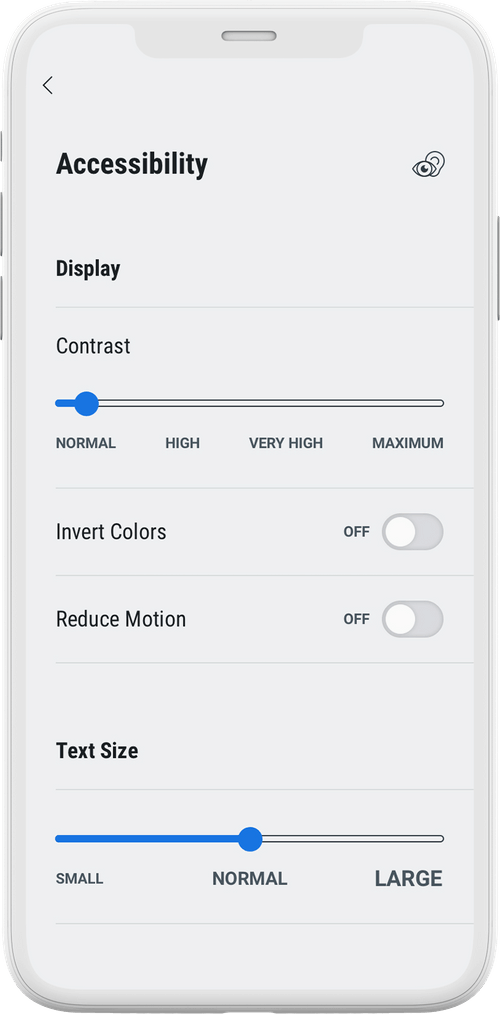 Accessibility
Display
Contrast
NORMAL HIGH VERY HIGH MAXIMUM
Invert Colors OFF
Reduce Motion OFF
Text Size
SMALL NORMAL LARGE